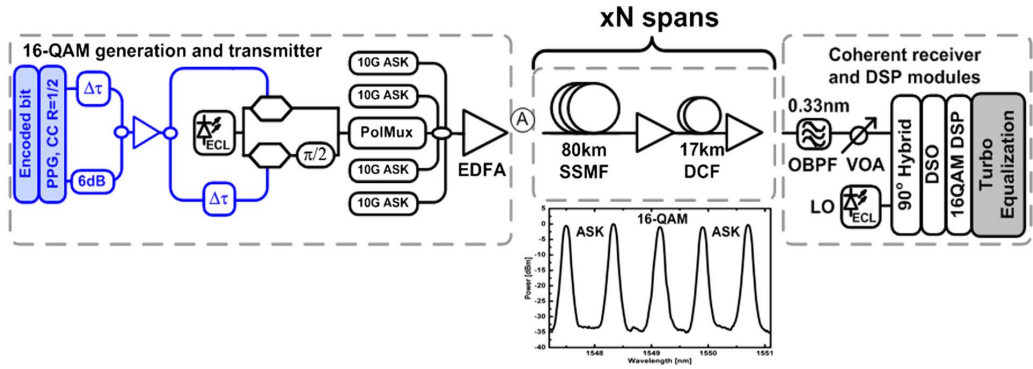 xN spans
16-QAM generation and transmitter
Encoded bit
PPG, CC R=1/2
Δτ
6dB
Δτ
ECL
π/2
10G ASK
10G ASK
PolMux
10G ASK
10G ASK
EDFA
A
80km
SSMF
17km
DCF
Coherent receiver
and DSP modules
0.33nm
OBPF
VOA
LO
ECL
90° Hybrid
DSO
16QAM DSP
Turbo
Equalization
16-QAM
ASK
ASK
Power [dBm]
5
0
-5
-10
-15
-20
-25
-30
-35
-40
1548
1549
1550
1551
Wavelength [nm]